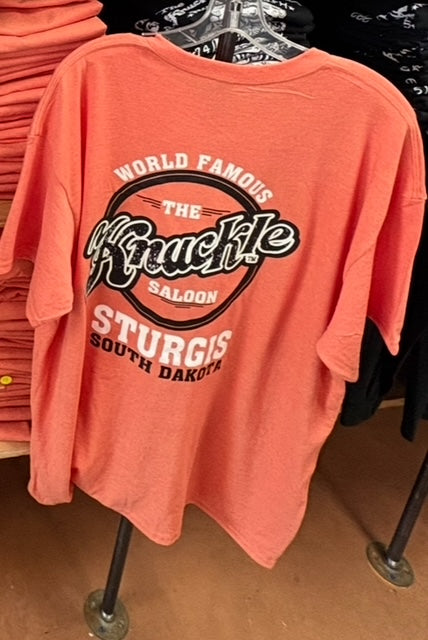 WORLD FAMOUS
THE
Knuckle
SALOON
STURGIS
SOUTH DAKOTA